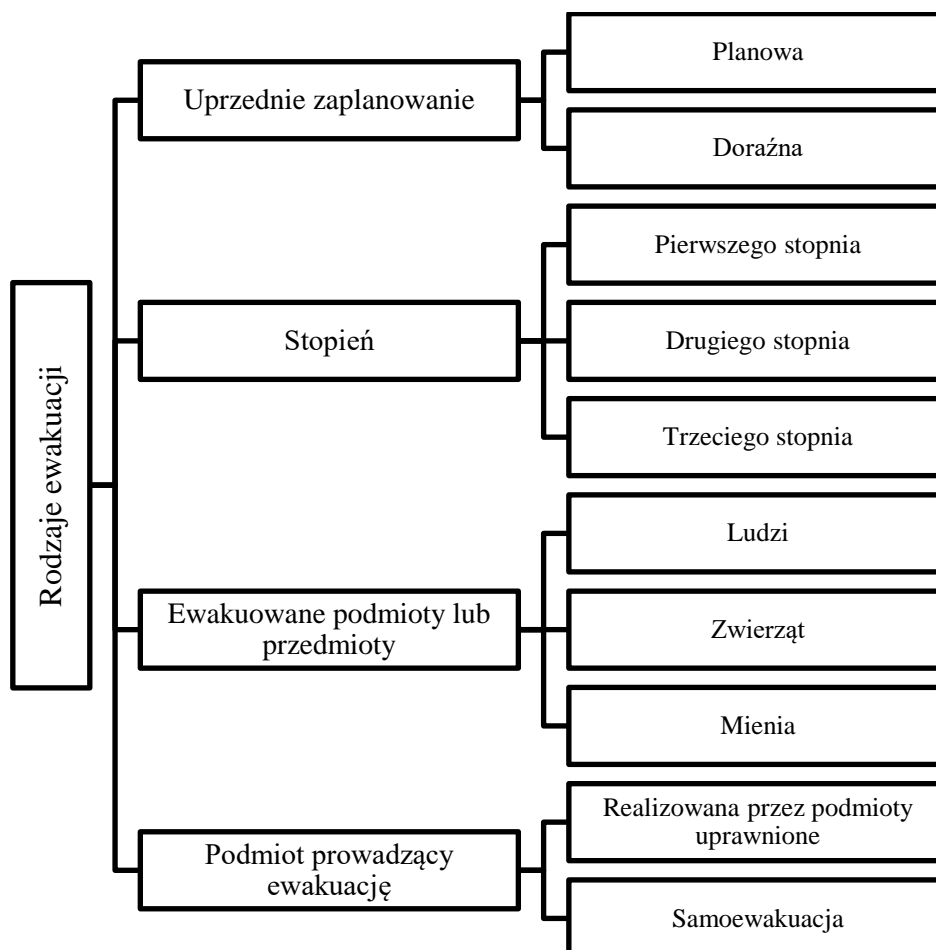 Rodzaje ewakuacji
Uprzednie zaplanowanie
Planowa
Doraźna
Stopień
Pierwszego stopnia
Drugiego stopnia
Trzeciego stopnia
Ewakuowane podmioty lub
przedmioty
Ludzi
Zwierząt
Mienia
Podmiot prowadzący
ewakuację
Realizowana przez podmioty
uprawnione
Samoewakuacja